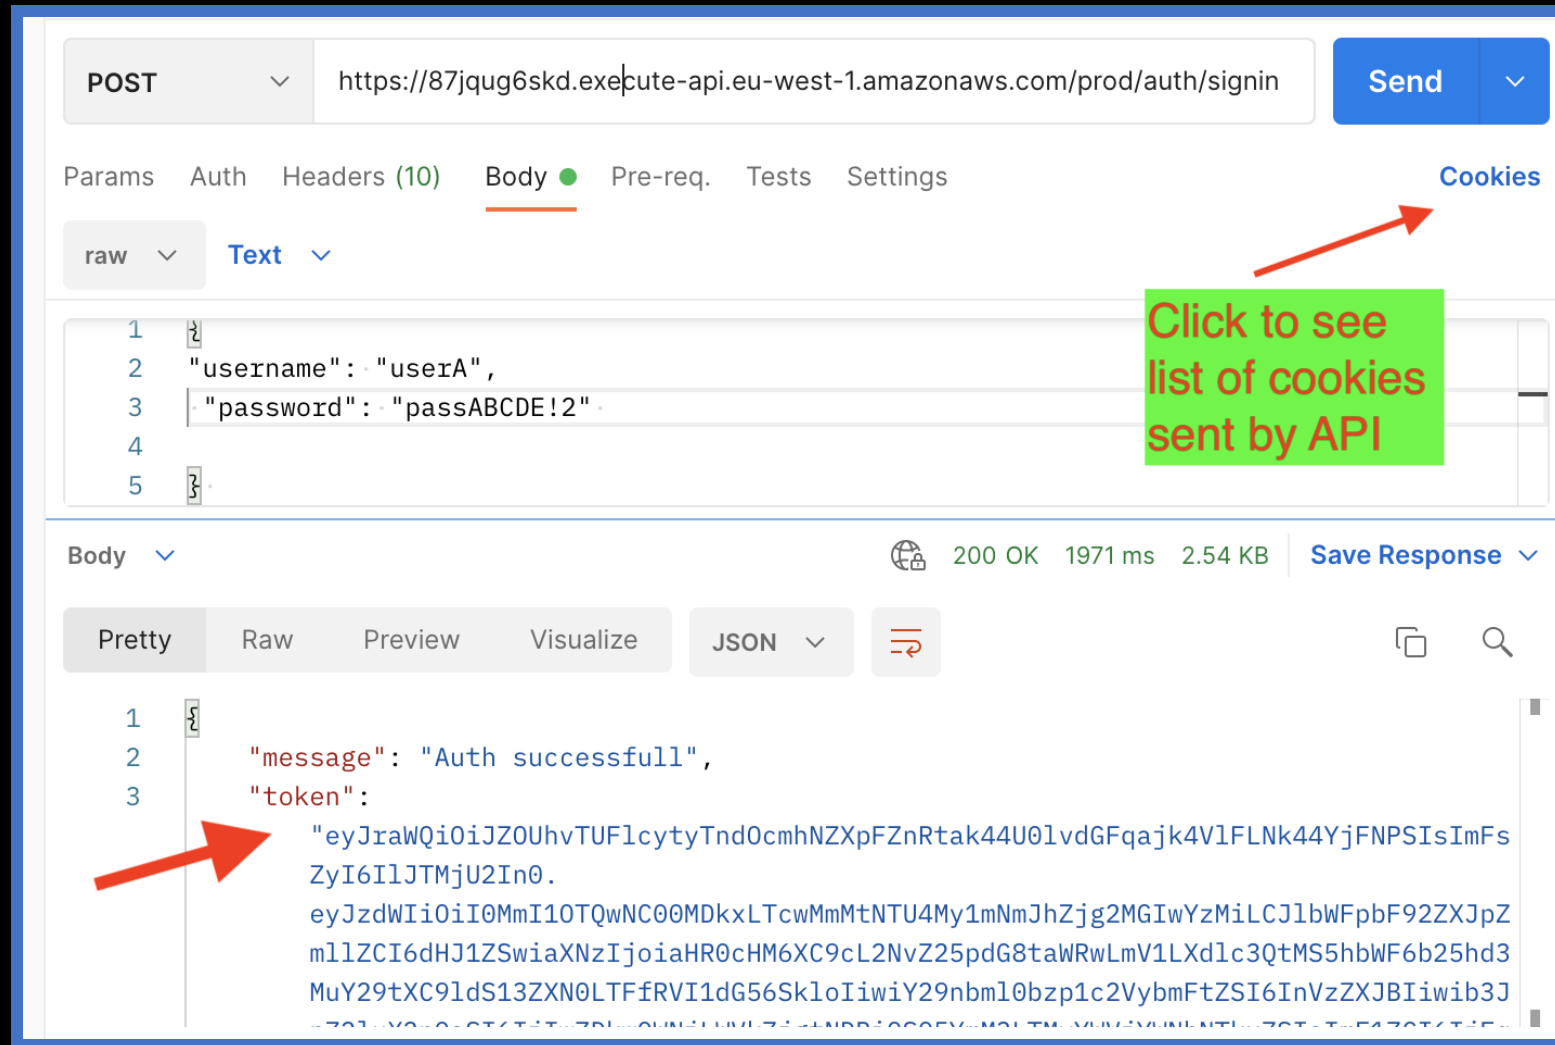 POST
https://87jqug6skd.execute-api.eu-west-1.amazonaws.com/prod/auth/signin
Send
Params Auth Headers (10) Body Pre-req. Tests Settings Cookies
raw Text
Click to see
list of cookies
sent by API
1 {
2 "username": "userA",
3 "password": "passABCDE!2"
4
5 }
Body 200 OK 1971 ms 2.54 KB Save Response
Pretty Raw Preview Visualize JSON
1 {
2 "message": "Auth successfull",
3 "token":
"eyJraWQiOiJZOUhvTUFlcytyTndOcmhNZXpFZnRtak44U0lvdGFqajk4VlFLNk44YjFNPSIsImFs
ZyI6IlJTMjU2In0.
eyJzdWIiOiI0MmI1OTQwNC00MDkxLTcwMmMtNTU4My1mNmJhZjg2MGIwYzMiLCJlbWFpbF92ZXJpZ
mllZCI6dHJ1ZSwiaXNzIjoiaHR0cHM6XC9cL2NvZ25pdG8taWRwLmV1LXdlc3QtMS5hbWF6b25hd3
MuY29tXC9ldS13ZXN0LTFfRVI1dG56SkloIiwiY29nbml0bzp1c2VybmFtZSI6InVzZXJBIiwib3J